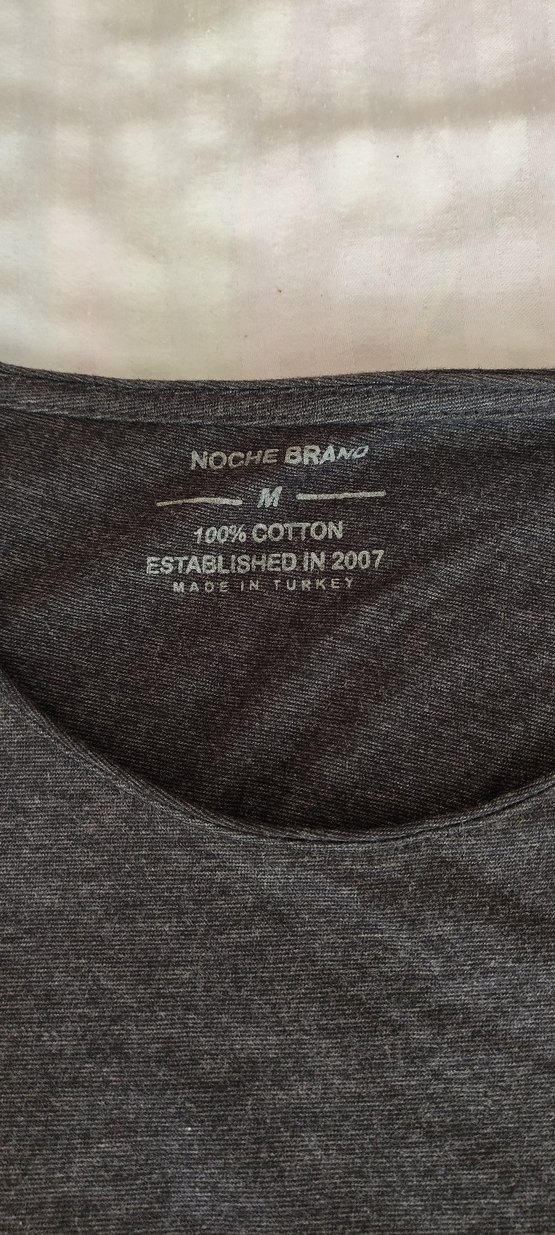 NOCHE BRAND
M
100% COTTON
ESTABLISHED IN 2007
MADE IN TURKEY